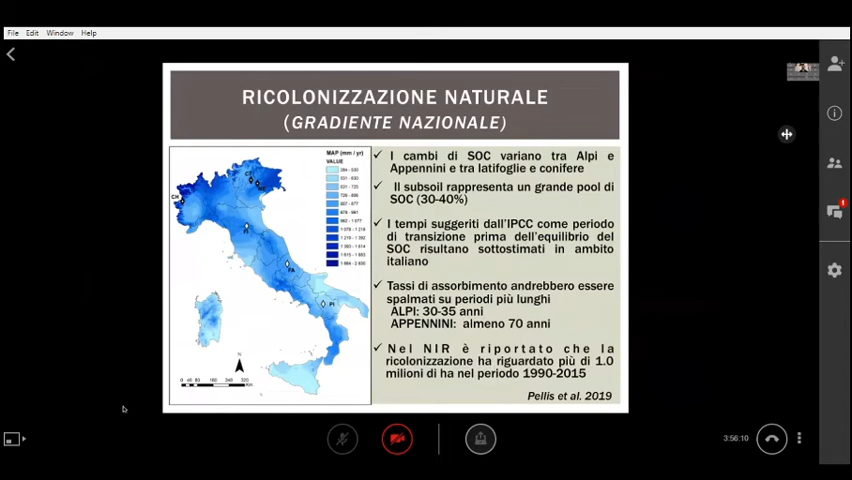 File Edit Window Help
RICOLONIZZAZIONE NATURALE
(GRADIENTE NAZIONALE)
MAP (mm / yr)
VALUE
CH
FI
FA
PI
N
✓ I cambi di SOC variano tra Alpi e
Appennini e tra latifoglie e conifere
✓ Il subsoil rappresenta un grande pool di
SOC (30-40%)
✓ I tempi suggeriti dall'IPCC come periodo
di transizione prima dell'equilibrio del
SOC risultano sottostimati in ambito
italiano
✓ Tassi di assorbimento andrebbero essere
spalmati su periodi più lunghi
ALPI: 30-35 anni
APPENNINI: almeno 70 anni
✓ Nel NIR è riportato che la
ricolonizzazione ha riguardato più di 1.0
milioni di ha nel periodo 1990-2015
Pellis et al. 2019
1
3:56:10